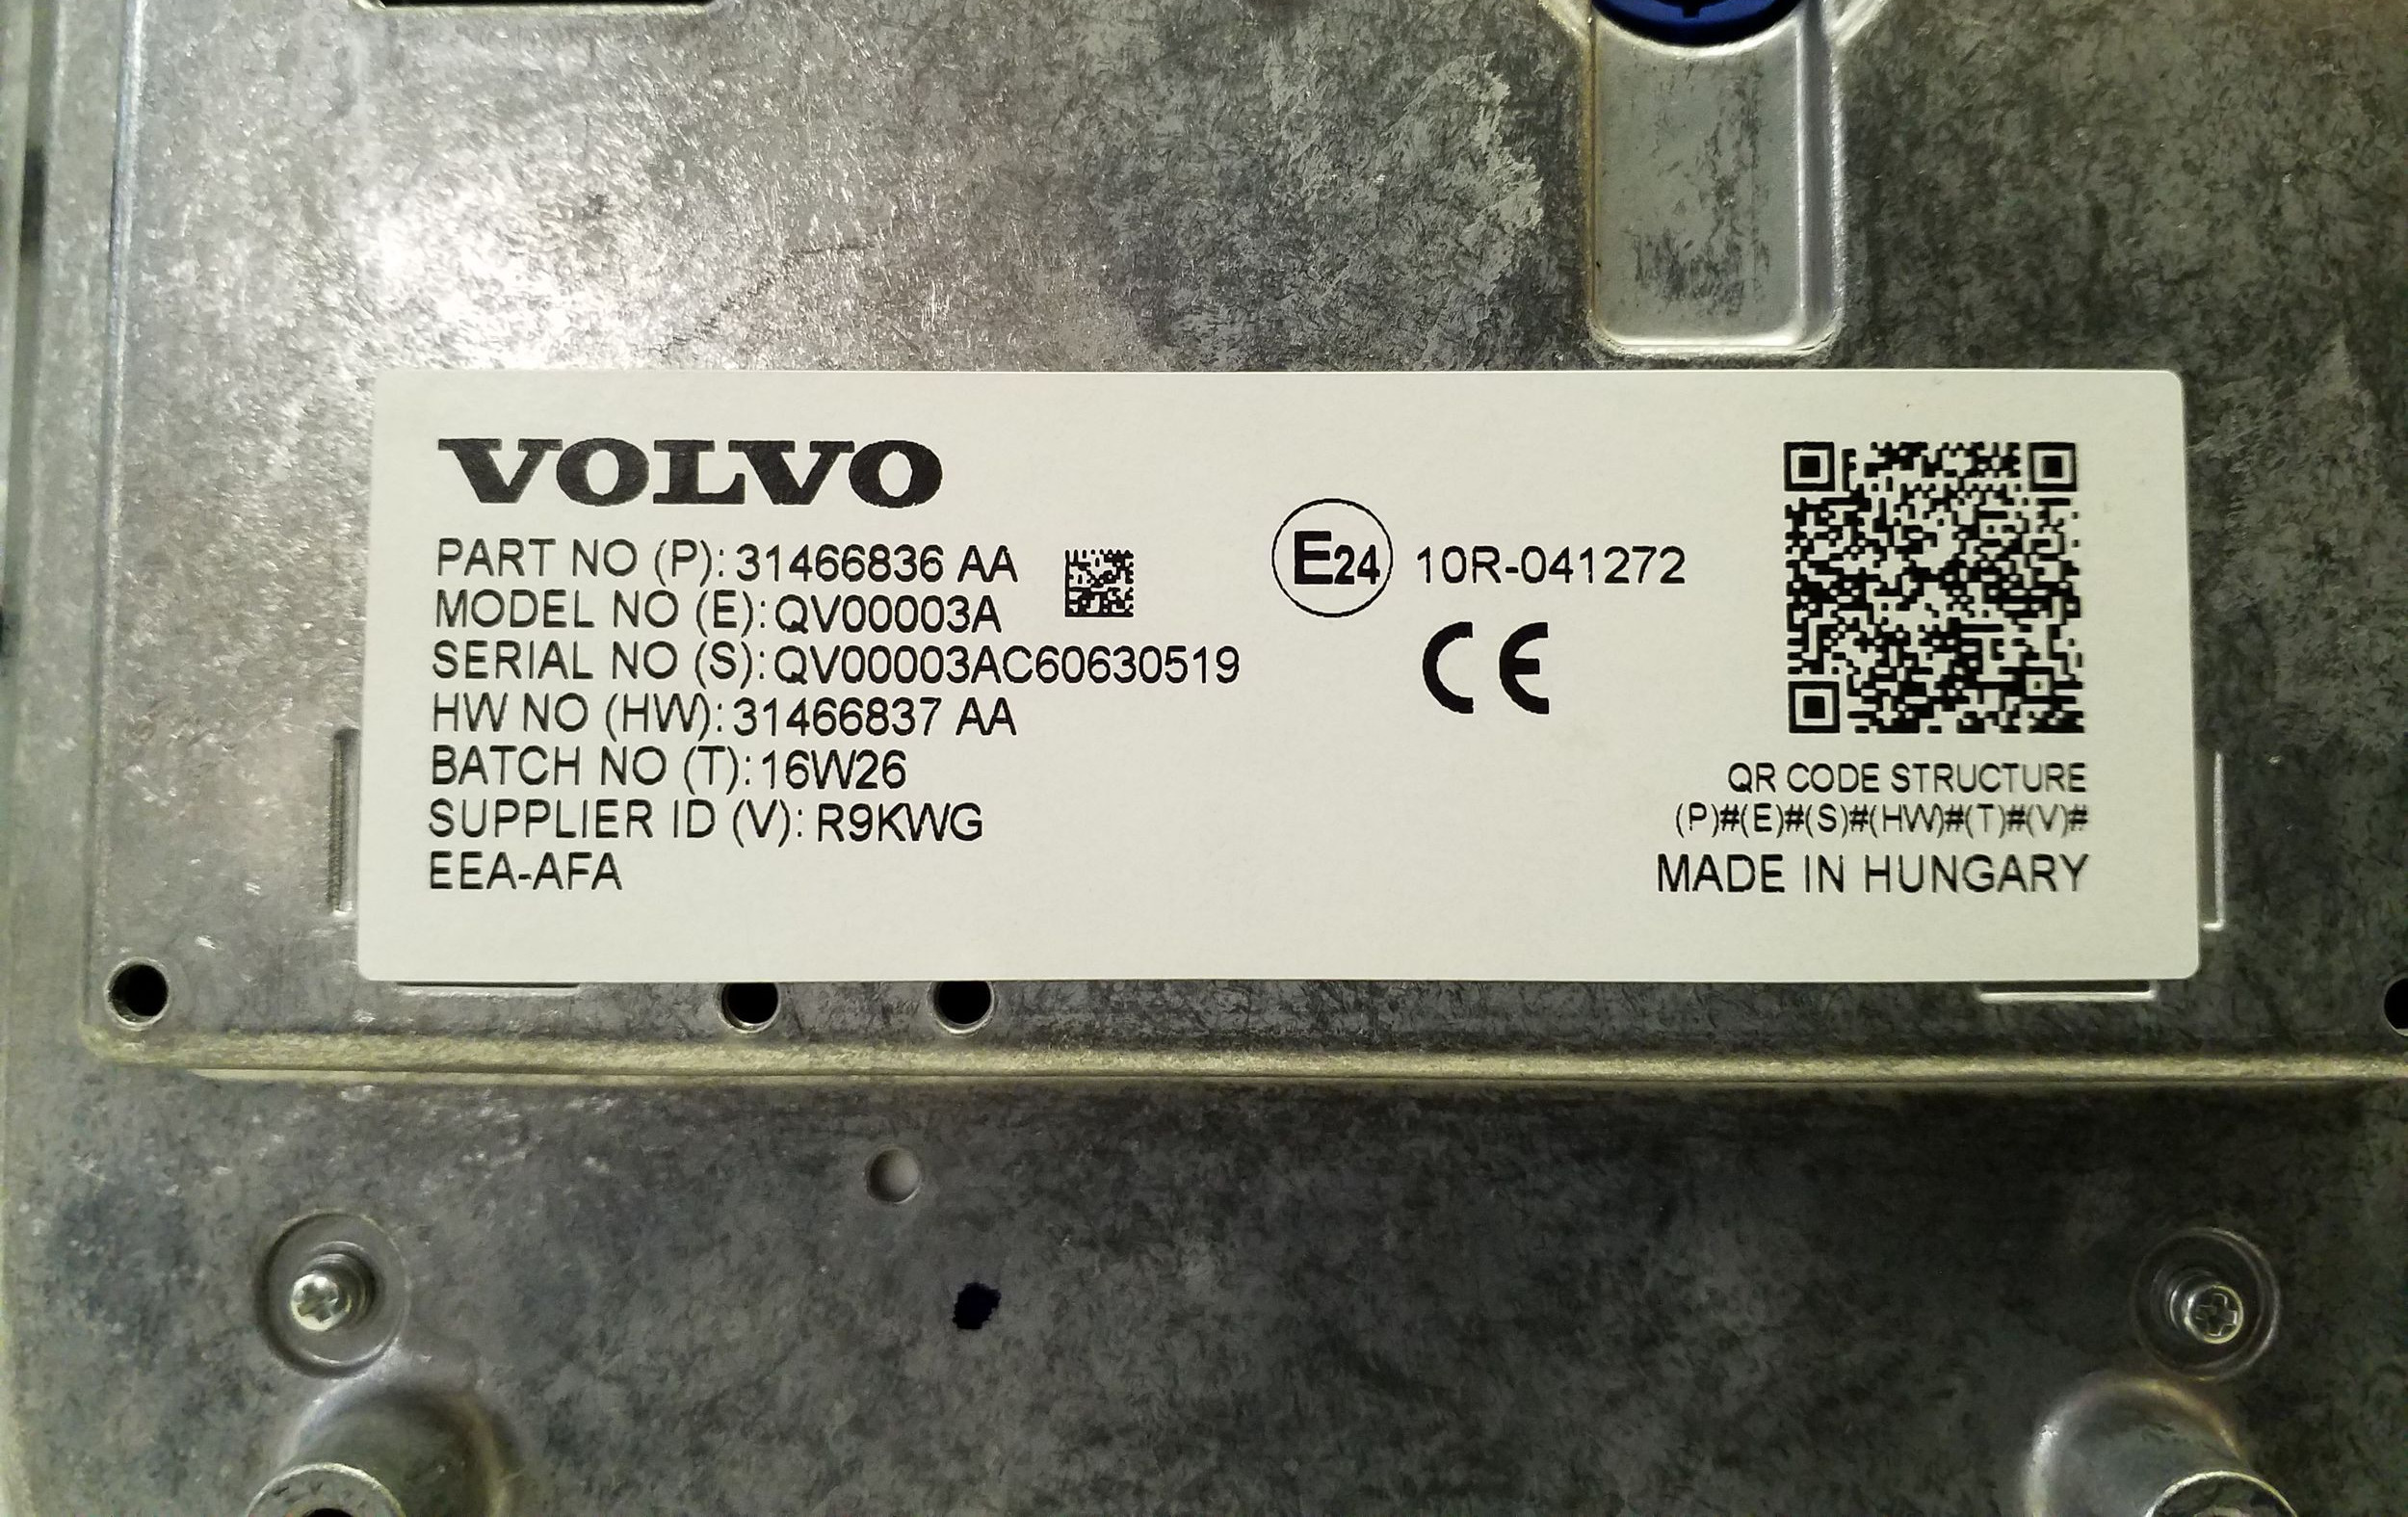 VOLVO
PART NO (P): 31466836 AA
MODEL NO (E): QV00003A
SERIAL NO (S): QV00003AC60630519
HW NO (HW): 31466837 AA
BATCH NO (T): 16W26
SUPPLIER ID (V): R9KWG
EEA-AFA
E24 10R-041272
CE
QR CODE STRUCTURE
(P)#(E)#(S)#(HW)#(T)#(V)#
MADE IN HUNGARY